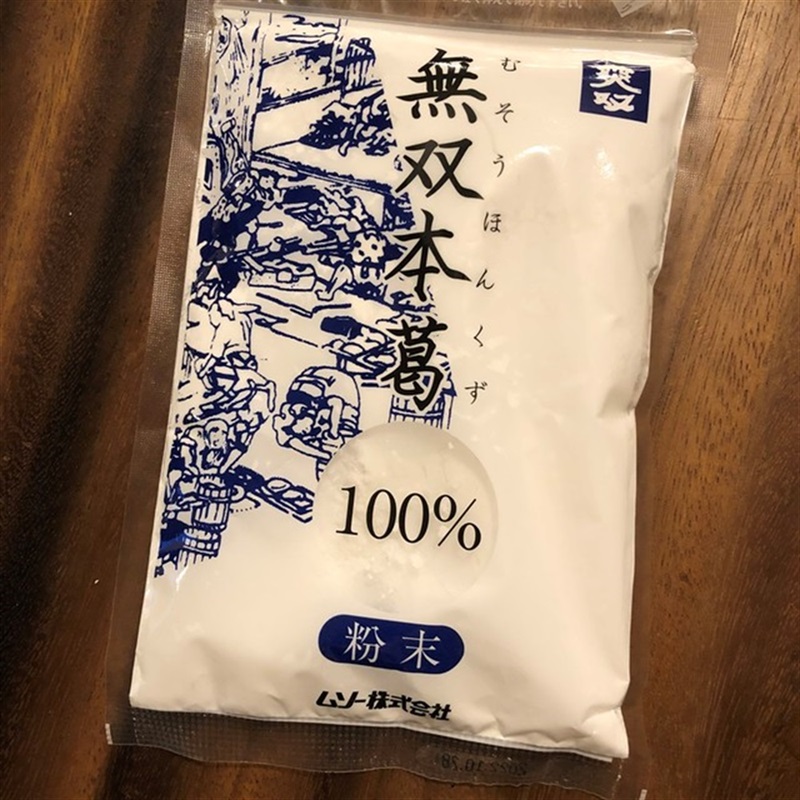 無双本葛
むそうほんくず
無双
100%
粉末
ムソー株式会社